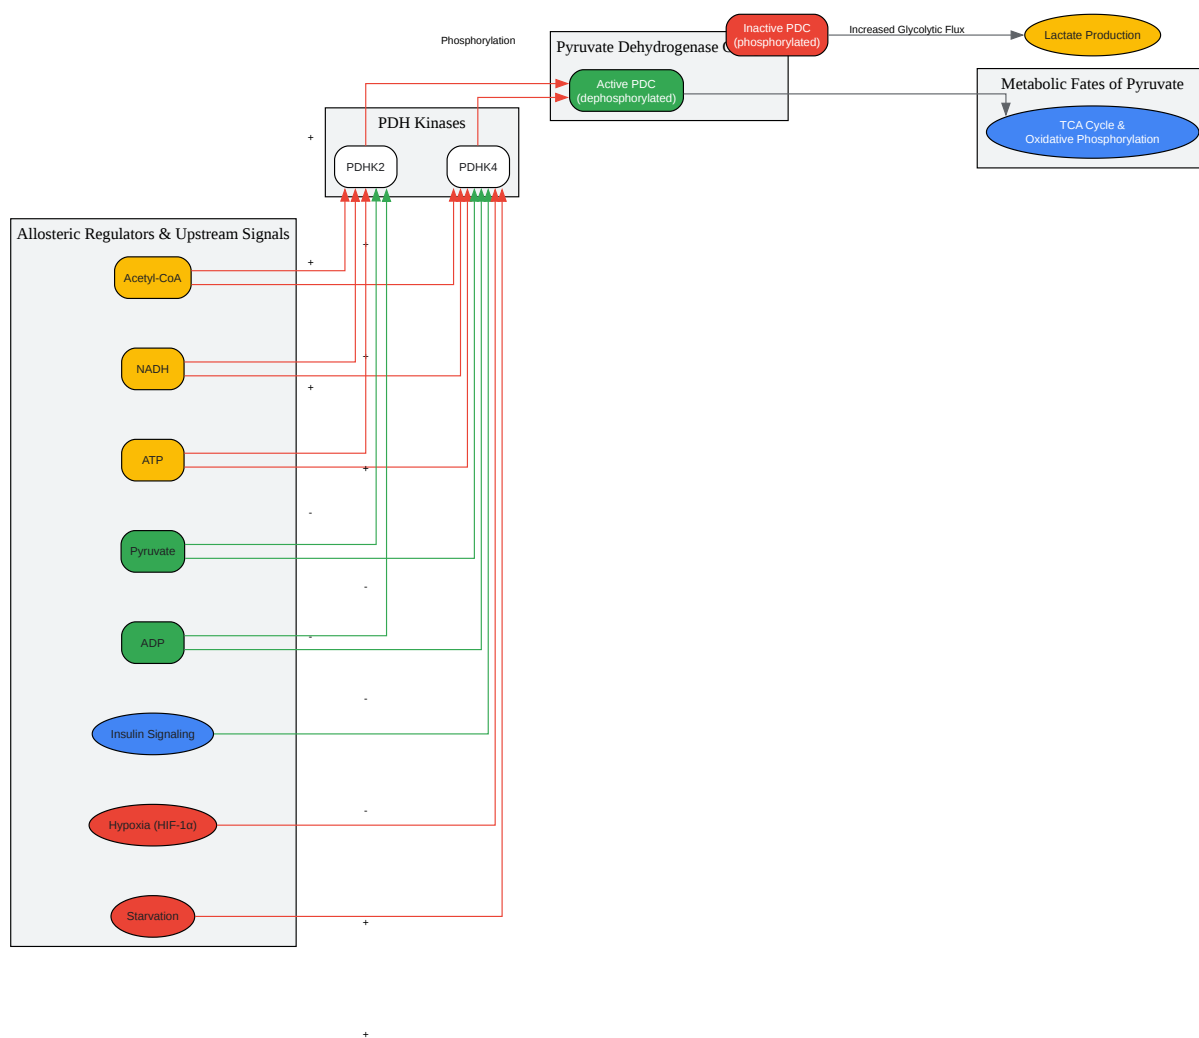 Inactive PDC
(phosphorylated)
Increased Glycolytic Flux
Lactate Production
Phosphorylation
Pyruvate Dehydrogenase
Active PDC
(dephosphorylated)
Metabolic Fates of Pyruvate
TCA Cycle &
Oxidative Phosphorylation
PDH Kinases
+
PDHK2
PDHK4
Allosteric Regulators & Upstream Signals
+
+
Acetyl-CoA
+
NADH
+
ATP
+
-
Pyruvate
-
ADP
-
-
Insulin Signaling
-
Hypoxia (HIF-1α)
Starvation
+
+